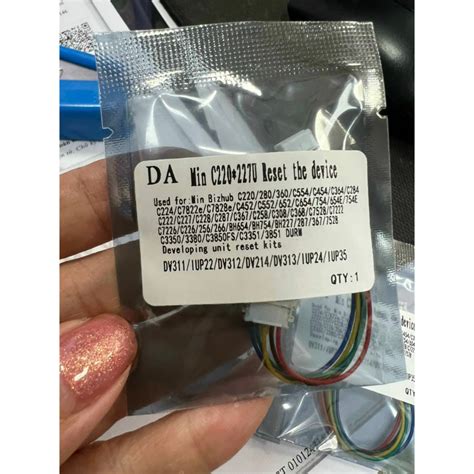 DA Min C220*227U Reset the device
Used for:Min Bizhub C220/280/360/C554/C454/C364/C284
C224/C7822e/C7828e/C452/C552/652/C654/754/654E/754E
C222/C227/C228/C287/C367/C258/C308/C368/C7528/C7222
C7226/C226/256/266/BH654/BH754/BH227/287/367/7528
C3350/3380/C3850FS/C3351/3851 DURW
Developing unit reset kits
DV311/IUP22/DV312/DV214/DV313/IUP24/IUP35
QTY:1